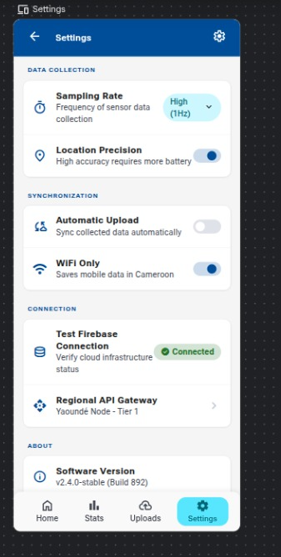 Settings
Settings
DATA COLLECTION
Sampling Rate
Frequency of sensor data
collection
High
(1Hz)
Location Precision
High accuracy requires more battery
SYNCHRONIZATION
Automatic Upload
Sync collected data automatically
WiFi Only
Saves mobile data in Cameroon
CONNECTION
Test Firebase
Connection
Verify cloud infrastructure
status
Connected
Regional API Gateway
Yaoundé Node - Tier 1
ABOUT
Software Version
v2.4.0-stable (Build 892)
Home
Stats
Uploads
Settings